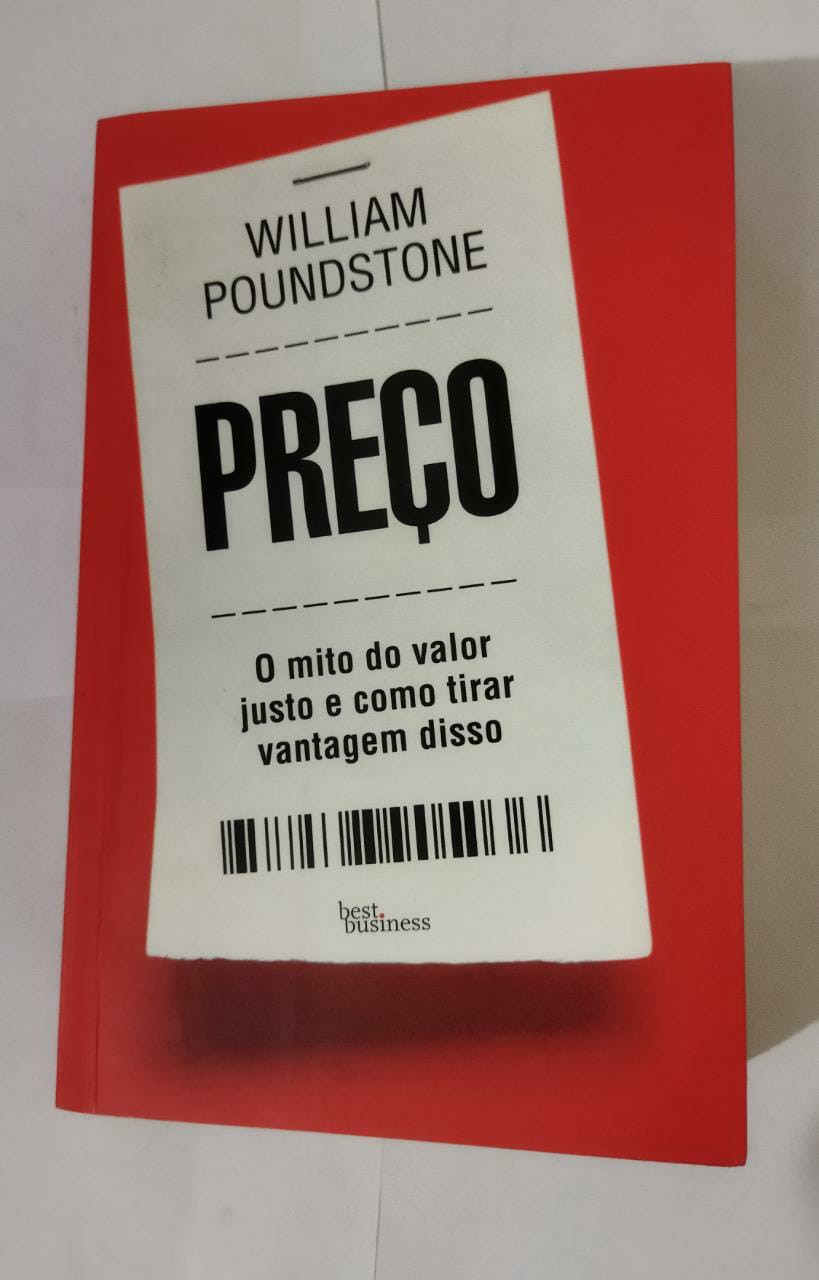 WILLIAM
POUNDSTONE
PREÇO
O mito do valor
justo e como tirar
vantagem disso
best.
business